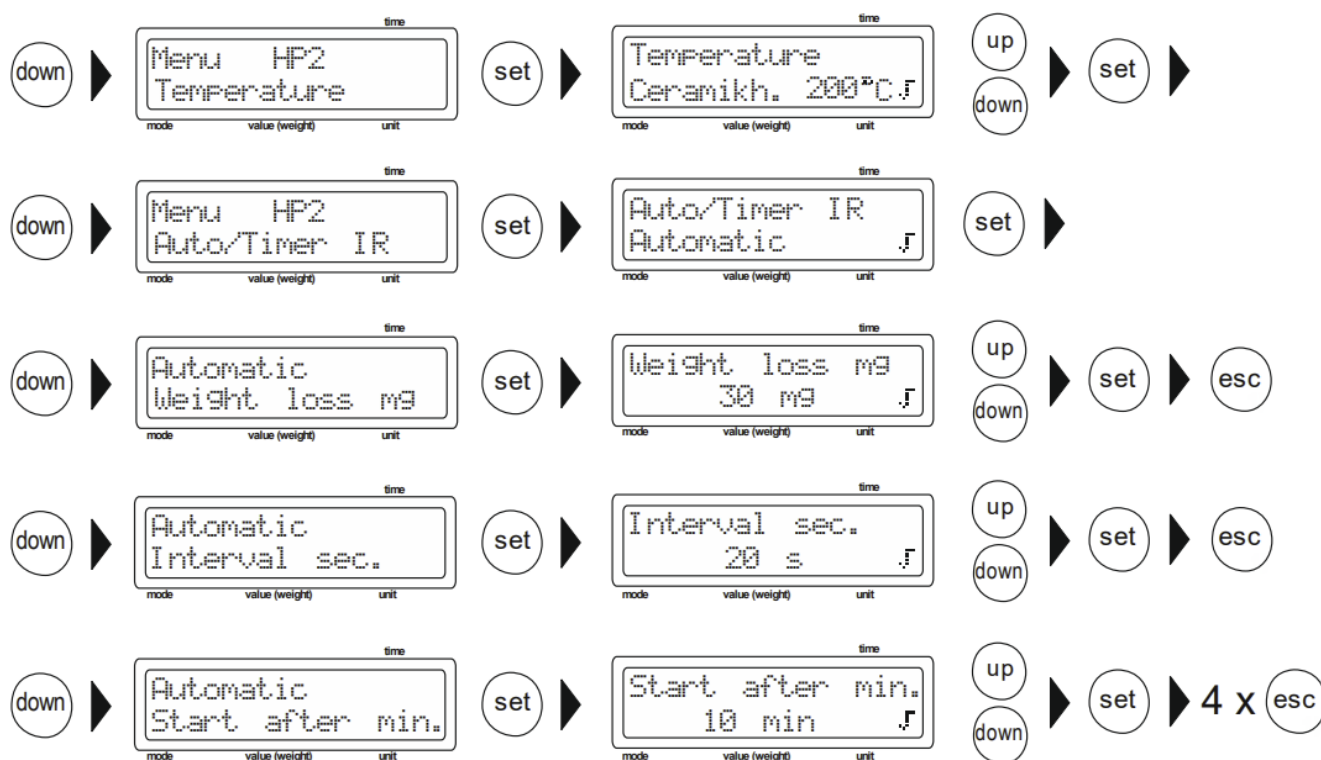 time
down
Menu HP2
Temperature
mode value (weight) unit
set
time
Temperature
Ceramikh. 200°C
mode value (weight) unit
up
down
set
time
down
Menu HP2
Auto/Timer IR
mode value (weight) unit
set
time
Auto/Timer IR
Automatic
mode value (weight) unit
set
time
down
Automatic
Weight loss mg
mode value (weight) unit
set
time
Weight loss mg
30 mg
mode value (weight) unit
up
down
set
esc
time
down
Automatic
Interval sec.
mode value (weight) unit
set
time
Interval sec.
20 s
mode value (weight) unit
up
down
set
esc
time
down
Automatic
Start after min.
mode value (weight) unit
set
time
Start after min.
10 min
mode value (weight) unit
up
down
set
4 x esc